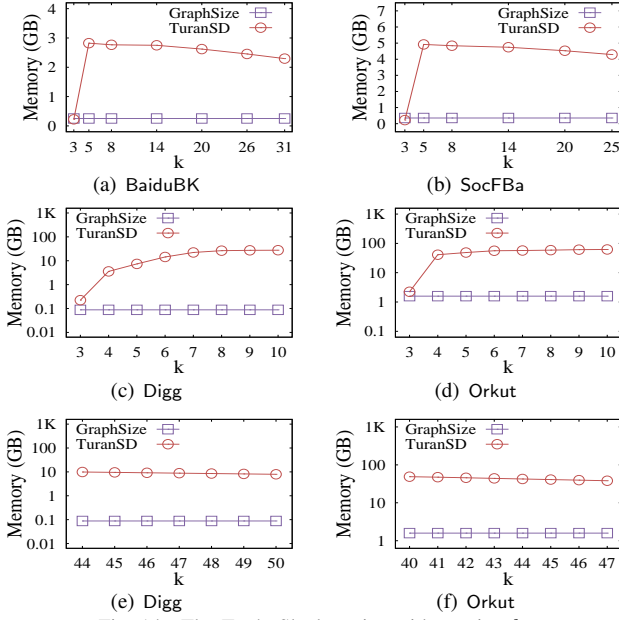 4
3
2
1
0
Memory (GB)
GraphSize
TuranSD
3 5 8 14 20 26 31
k
(a) BaiduBK
7
6
5
4
3
2
1
0
Memory (GB)
GraphSize
TuranSD
3 5 8 14 20 25
k
(b) SocFBa
1K
100
10
1
0.1
0.01
Memory (GB)
GraphSize
TuranSD
3 4 5 6 7 8 9 10
k
(c) Digg
1K
100
10
1
0.1
Memory (GB)
GraphSize
TuranSD
3 4 5 6 7 8 9 10
k
(d) Orkut
1K
100
10
1
0.1
0.01
Memory (GB)
GraphSize
TuranSD
44 45 46 47 48 49 50
k
(e) Digg
1K
100
10
1
Memory (GB)
GraphSize
TuranSD
40 41 42 43 44 45 46 47
k
(f) Orkut